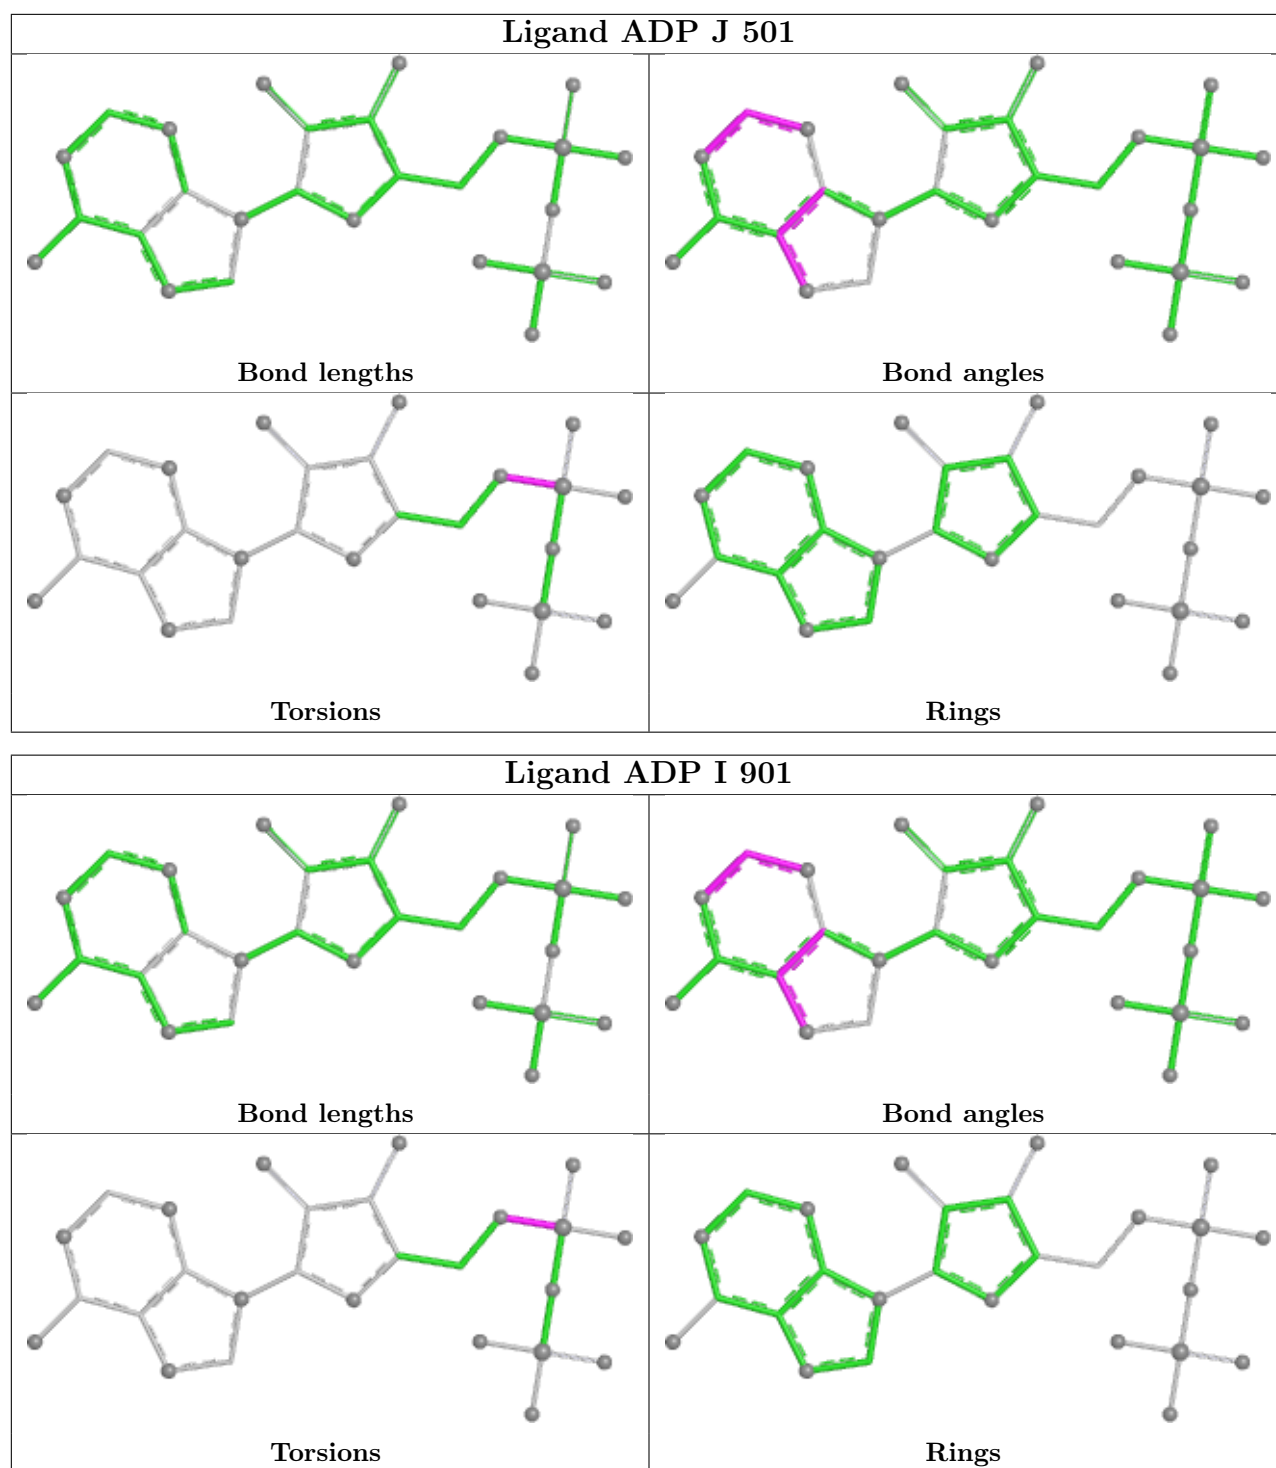 Ligand ADP J 501
Bond lengths
Bond angles
Torsions
Rings
Ligand ADP I 901
Bond lengths
Bond angles
Torsions
Rings